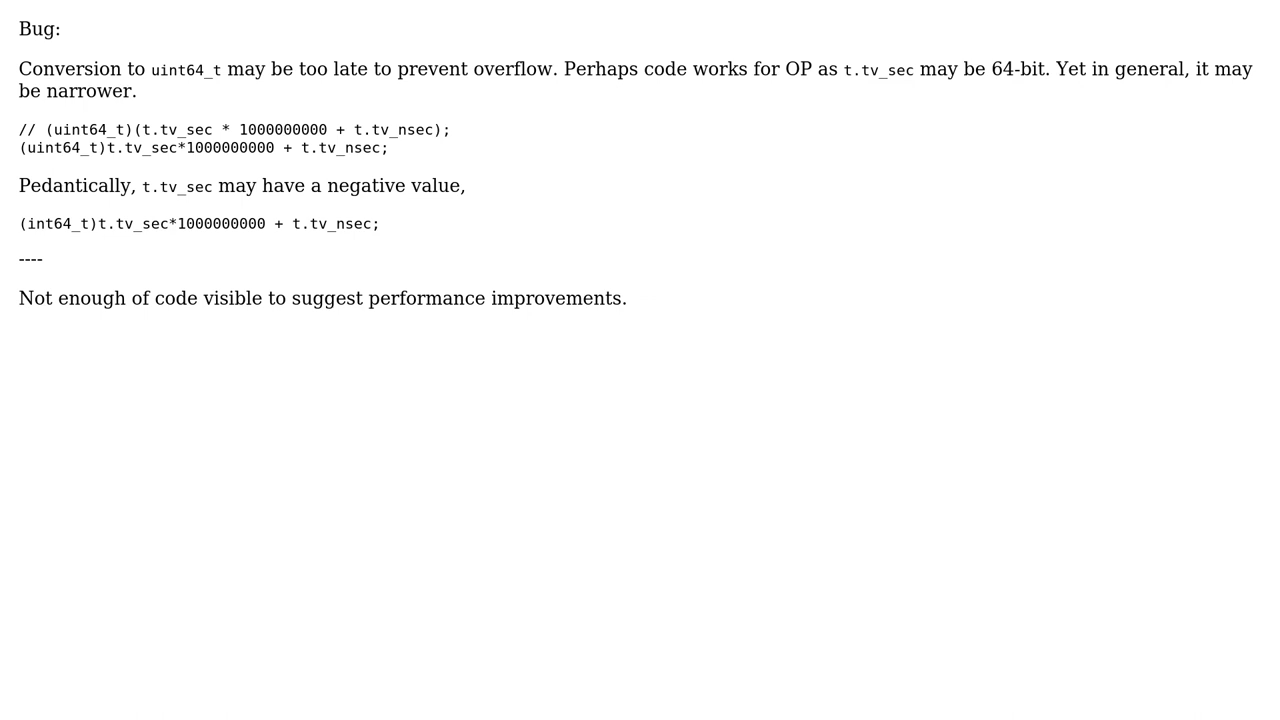 Bug:
Conversion to uint64_t may be too late to prevent overflow. Perhaps code works for OP as t.tv_sec may be 64-bit. Yet in general, it may
be narrower.
// (uint64_t)(t.tv_sec * 1000000000 + t.tv_nsec);
(uint64_t)t.tv_sec*1000000000 + t.tv_nsec;
Pedantically, t.tv_sec may have a negative value,
(int64_t)t.tv_sec*1000000000 + t.tv_nsec;
----
Not enough of code visible to suggest performance improvements.